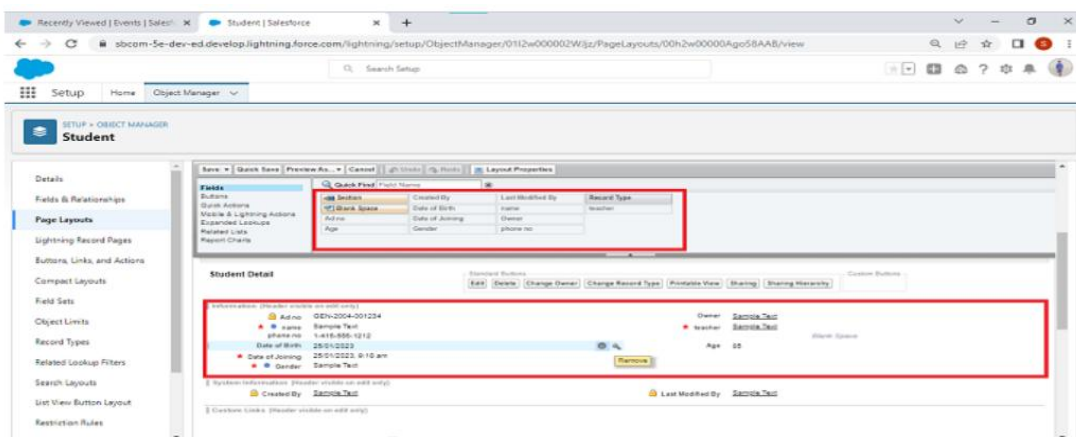 Recently Viewed | Events | Sales
Student | Salesforce
sbcom-5e-dev-ed.develop.lightning.force.com/lightning/setup/ObjectManager/01I2w000002Wjjz/PageLayouts/00h2w00000Ago58AAB/view
S
Search Setup
Setup Home Object Manager
SETUP > OBJECT MANAGER
Student
Details
Fields & Relationships
Page Layouts
Lightning Record Pages
Buttons, Links, and Actions
Compact Layouts
Field Sets
Object Limits
Record Types
Related Lookup Filters
Search Layouts
List View Button Layout
Restriction Rules
Save Quick Save Preview As... Cancel Undo Redo Layout Properties
Fields
Buttons
Quick Actions
Mobile & Lightning Actions
Expanded Lookups
Related Lists
Report Charts
Quick Find Field Name
Section Created By Last Modified By Record Type
Blank Space Date of Birth name teacher
Ad no Date of Joining Owner
Age Gender phone no
Student Detail
Standard Buttons
Edit Delete Change Owner Change Record Type Printable View Sharing Sharing Hierarchy
Custom Buttons
Information (Header visible on edit only)
Ad no GEN-2004-001234 Owner Sample Text
name Sample Text teacher Sample Text
phone no 1-415-555-1212 Blank Space
Date of Birth 25/01/2023 Age
Remove
Date of Joining 25/01/2023, 9:10 am
Gender Sample Text
System Information (Header visible on edit only)
Created By Sample Text Last Modified By Sample Text
Custom Links (Header visible on edit only)